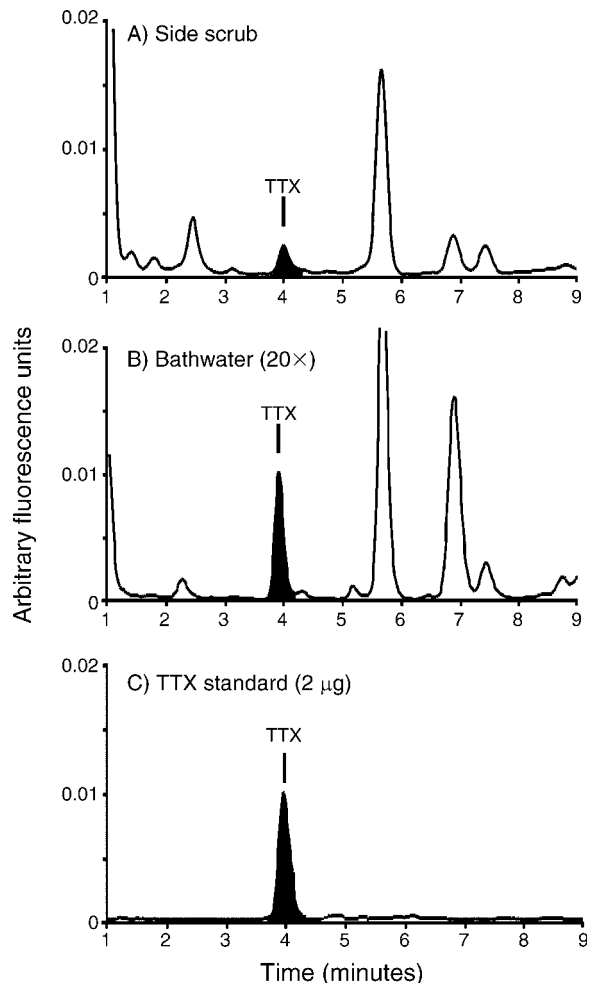 Arbitrary fluorescence units
0.02
A) Side scrub
0.01
TTX
0
1 2 3 4 5 6 7 8 9
0.02
B) Bathwater (20×)
TTX
0.01
0
1 2 3 4 5 6 7 8 9
0.02
C) TTX standard (2 μg)
TTX
0.01
0
1 2 3 4 5 6 7 8 9
Time (minutes)